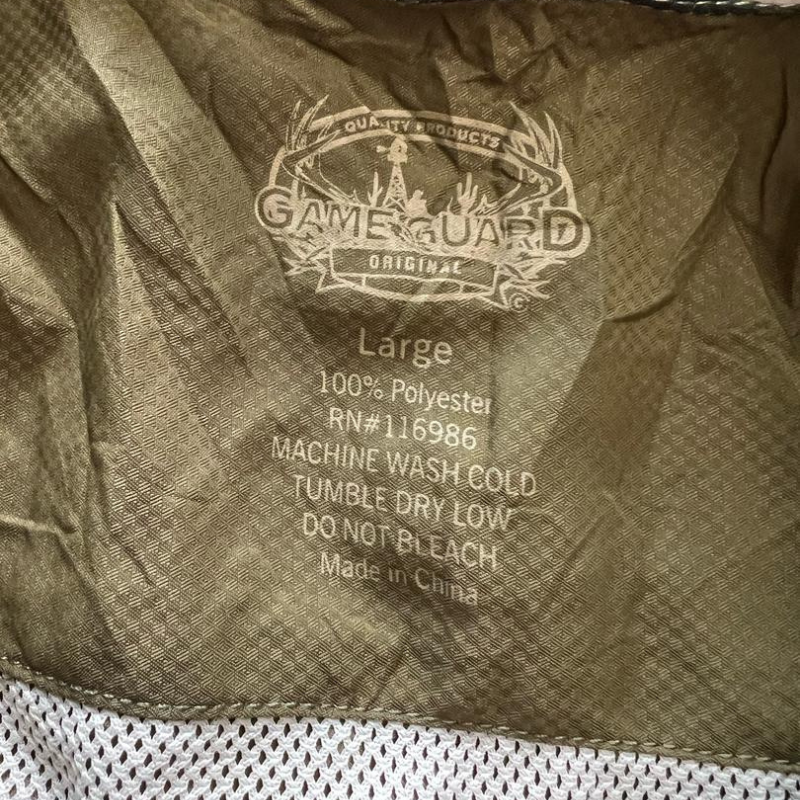 QUALITY PRODUCTS
GAME GUARD
ORIGINAL
Large
100% Polyester
RN#116986
MACHINE WASH COLD
TUMBLE DRY LOW
DO NOT BLEACH
Made in China